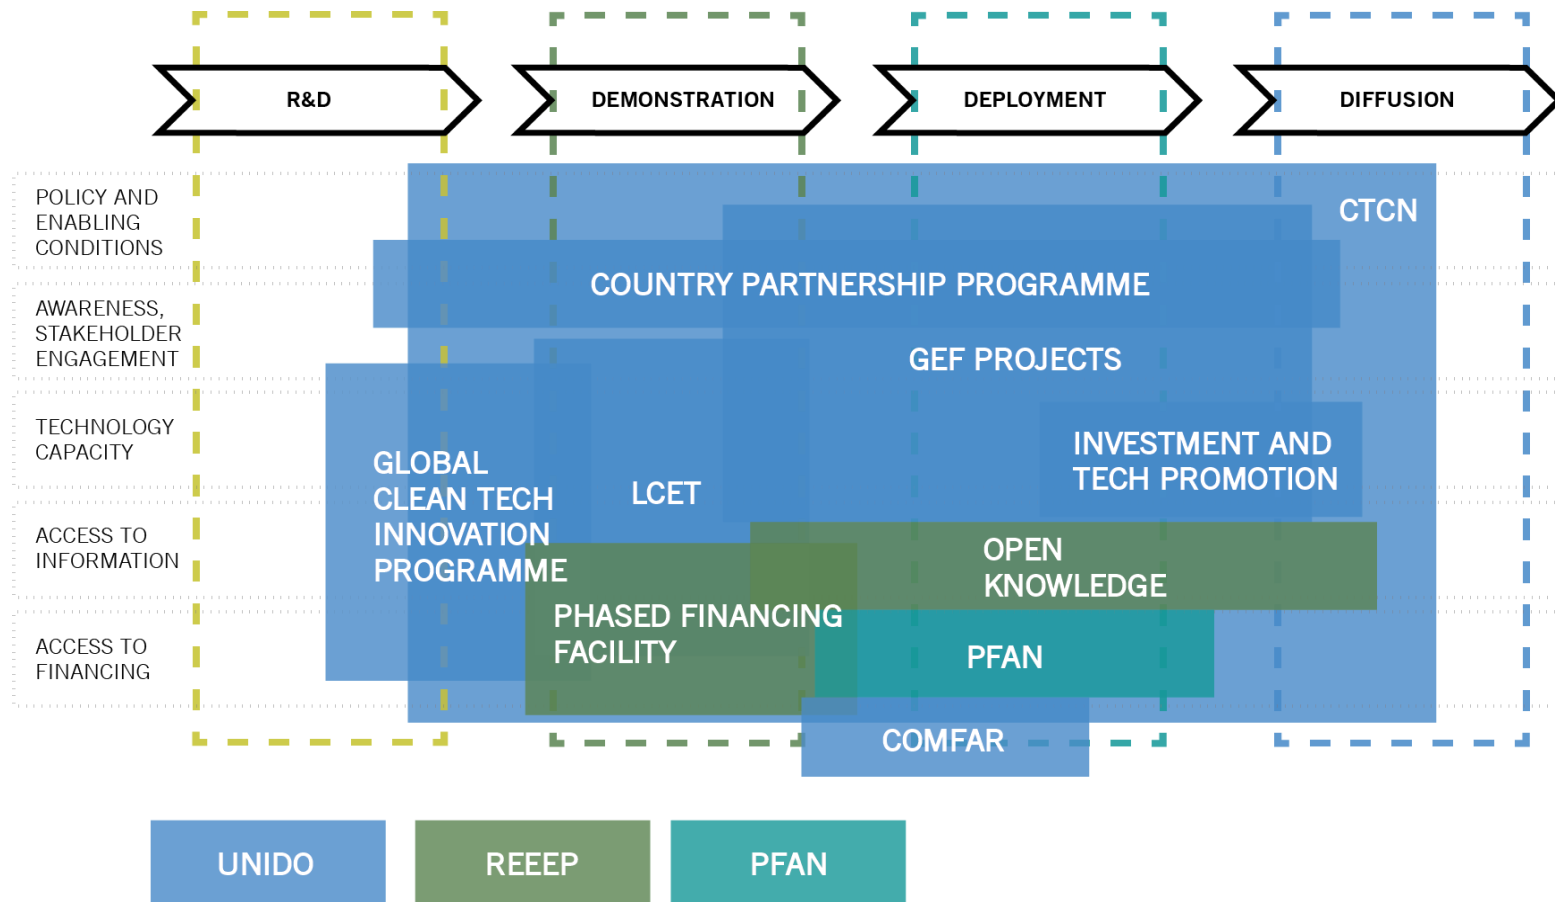 R&D
DEMONSTRATION
DEPLOYMENT
DIFFUSION
POLICY AND
ENABLING
CONDITIONS
CTCN
COUNTRY PARTNERSHIP PROGRAMME
AWARENESS,
STAKEHOLDER
ENGAGEMENT
GEF PROJECTS
TECHNOLOGY
CAPACITY
GLOBAL
CLEAN TECH
INNOVATION
PROGRAMME
LCET
INVESTMENT AND
TECH PROMOTION
ACCESS TO
INFORMATION
OPEN
KNOWLEDGE
ACCESS TO
FINANCING
PHASED FINANCING
FACILITY
PFAN
COMFAR
UNIDO
REEEP
PFAN